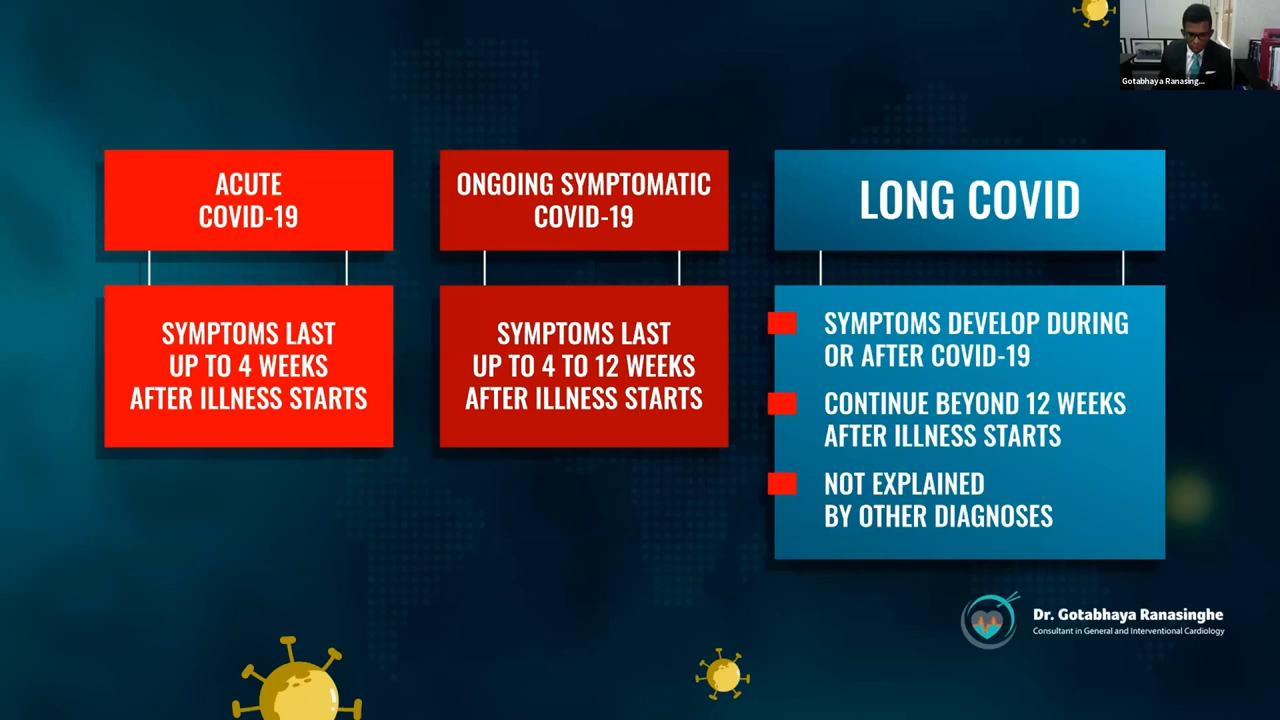 Gotabhaya Ranasing...
ACUTE
COVID-19
SYMPTOMS LAST
UP TO 4 WEEKS
AFTER ILLNESS STARTS
ONGOING SYMPTOMATIC
COVID-19
SYMPTOMS LAST
UP TO 4 TO 12 WEEKS
AFTER ILLNESS STARTS
LONG COVID
SYMPTOMS DEVELOP DURING
OR AFTER COVID-19
CONTINUE BEYOND 12 WEEKS
AFTER ILLNESS STARTS
NOT EXPLAINED
BY OTHER DIAGNOSES
Dr. Gotabhaya Ranasinghe
Consultant in General and Interventional Cardiology